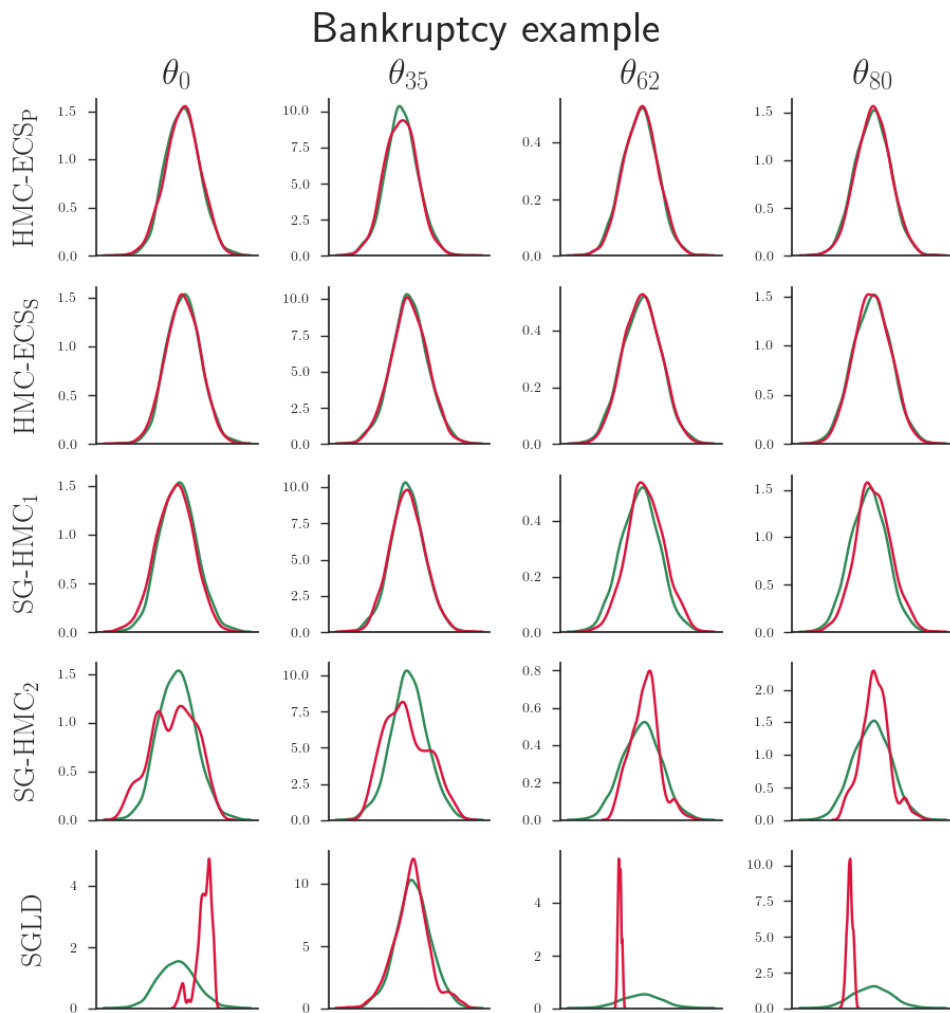 Bankruptcy example
θ₀ θ₃₅ θ₆₂ θ₈₀
HMC-ECS_P
1.5 10.0 0.4 1.5
1.0 7.5 1.0
5.0 0.2
0.5 2.5 0.5
0.0 0.0 0.0 0.0
HMC-ECS_S
1.5 10.0 0.4 1.5
1.0 7.5 1.0
5.0 0.2
0.5 2.5 0.5
0.0 0.0 0.0 0.0
SG-HMC₁
1.5 10.0 0.4 1.5
1.0 7.5 1.0
5.0 0.2
0.5 2.5 0.5
0.0 0.0 0.0 0.0
SG-HMC₂
1.5 10.0 0.8 2.0
1.0 7.5 0.6 1.5
5.0 0.4 1.0
0.5 2.5 0.2 0.5
0.0 0.0 0.0 0.0
SGLD
4 10 4 10.0
7.5
2 5 2 5.0
2.5
0 0 0 0.0